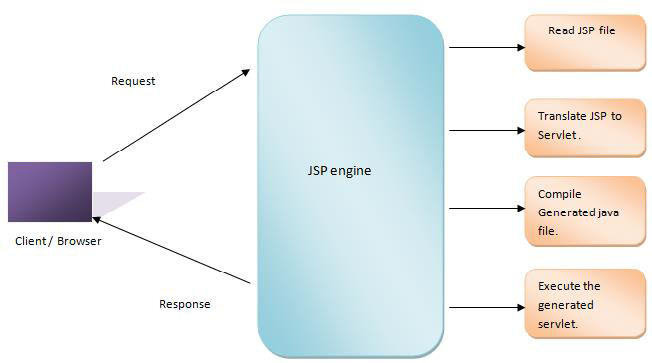 Request
Client / Browser
Response
JSP engine
Read JSP file
Translate JSP to
Servlet .
Compile
Generated java
file.
Execute the
generated
servlet.